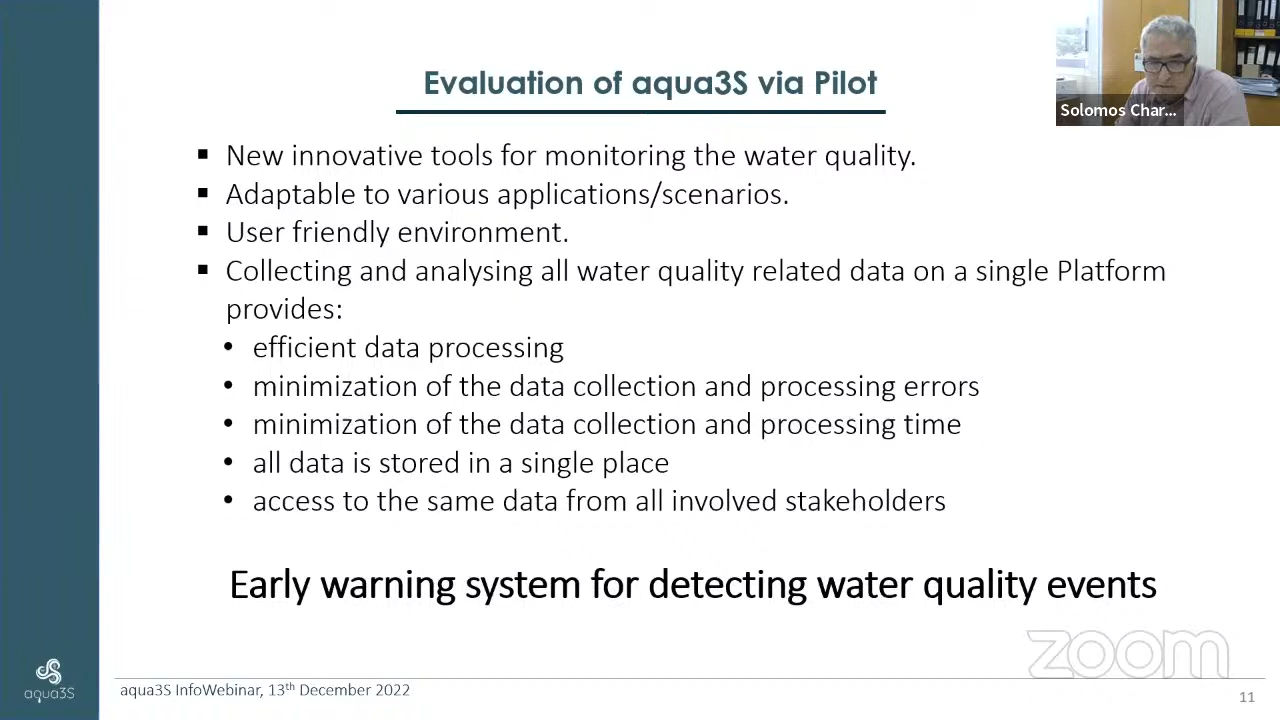 Evaluation of aqua3S via Pilot
Solomos Char...
▪ New innovative tools for monitoring the water quality.
▪ Adaptable to various applications/scenarios.
▪ User friendly environment.
▪ Collecting and analysing all water quality related data on a single Platform
provides:
• efficient data processing
• minimization of the data collection and processing errors
• minimization of the data collection and processing time
• all data is stored in a single place
• access to the same data from all involved stakeholders
Early warning system for detecting water quality events
zoom
aqua3S
aqua3S InfoWebinar, 13th December 2022
11